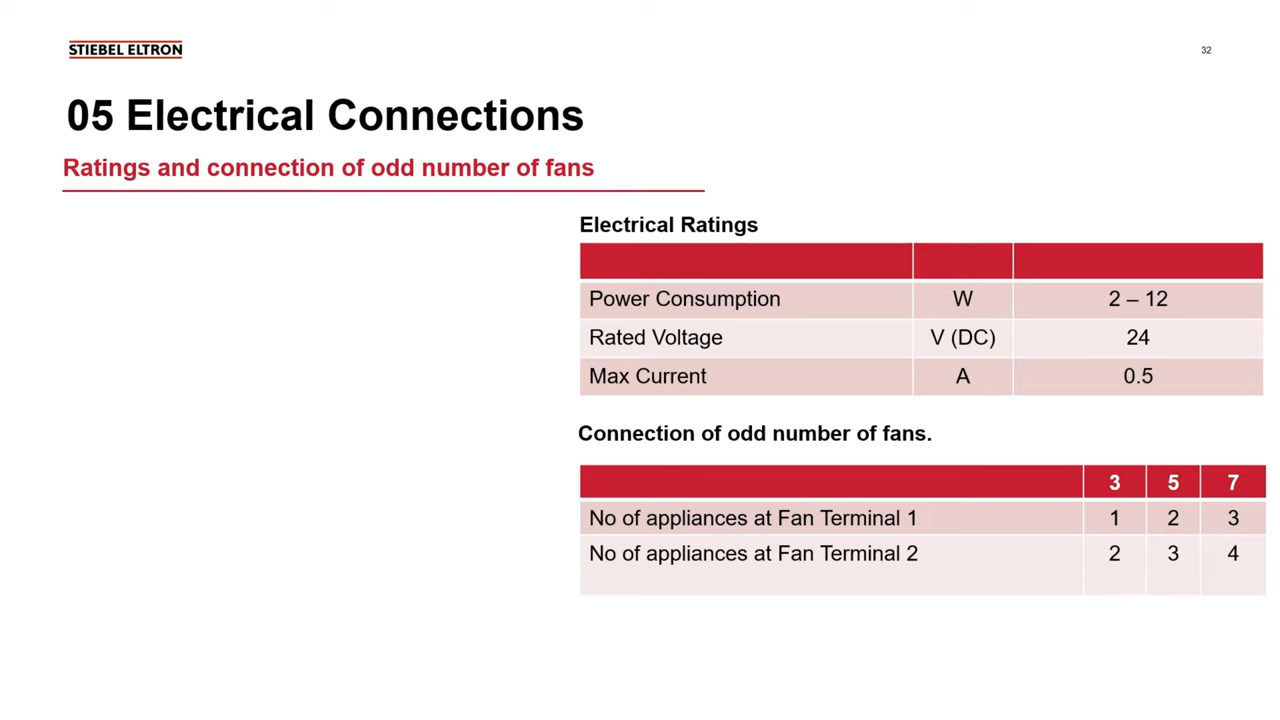 STIEBEL ELTRON
32
05 Electrical Connections
Ratings and connection of odd number of fans
Electrical Ratings
Power Consumption W 2 – 12
Rated Voltage V (DC) 24
Max Current A 0.5
Connection of odd number of fans.
3 5 7
No of appliances at Fan Terminal 1 1 2 3
No of appliances at Fan Terminal 2 2 3 4